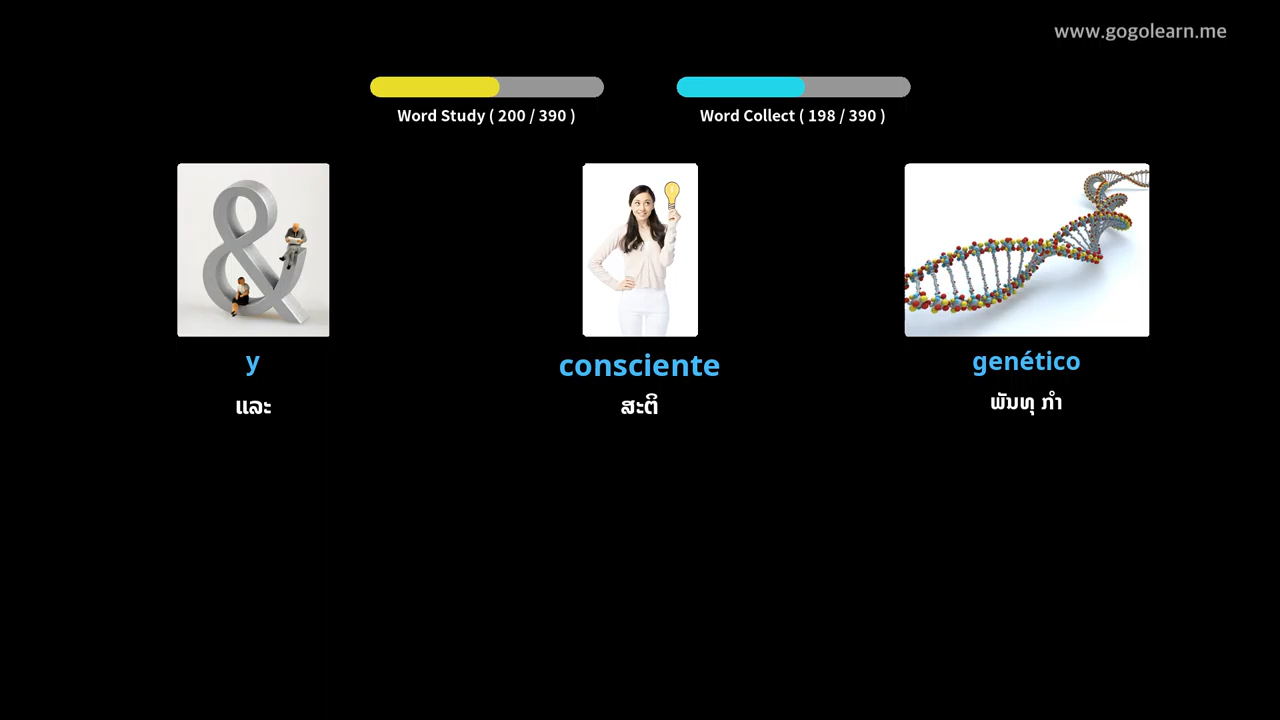 www.gogolearn.me
Word Study ( 200 / 390 )
Word Collect ( 198 / 390 )
&
y
consciente
genético
ແລະ
ສະຕິ
ພັນທຸ ກຳ